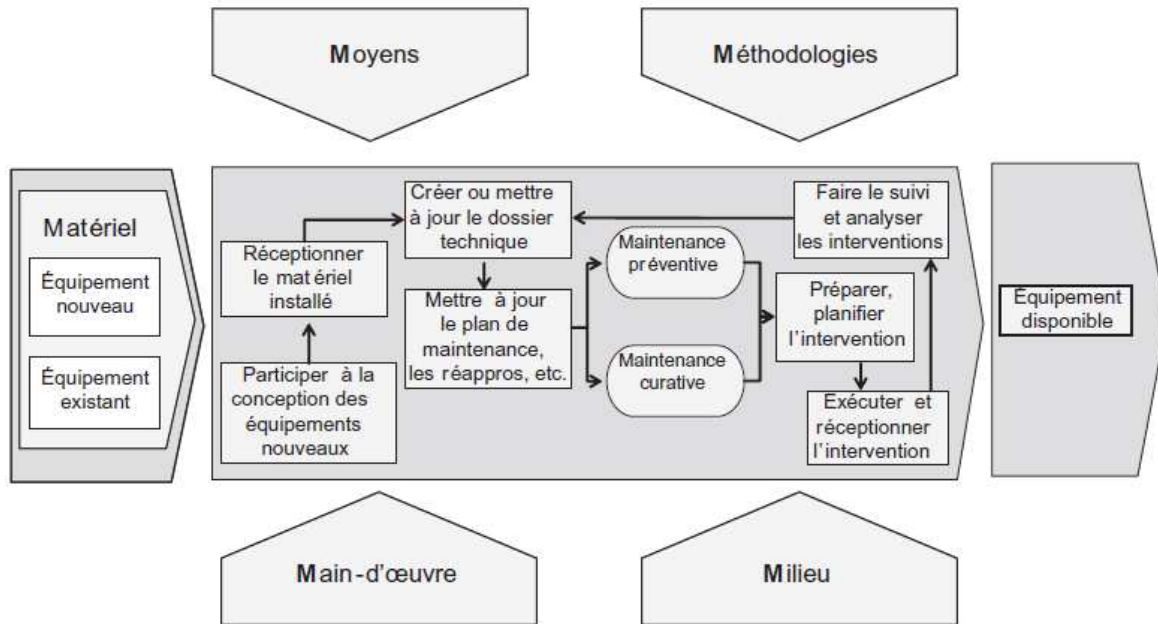 Moyens
Méthodologies
Matériel
Équipement
nouveau
Équipement
existant
Participer à la
conception des
équipements
nouveaux
Réceptionner
le matériel
installé
Créer ou mettre
à jour le dossier
technique
Mettre à jour
le plan de
maintenance,
les réappros, etc.
Maintenance
préventive
Maintenance
curative
Préparer,
planifier
l'intervention
Exécuter et
réceptionner
l'intervention
Faire le suivi
et analyser
les interventions
Équipement
disponible
Main-d'œuvre
Milieu